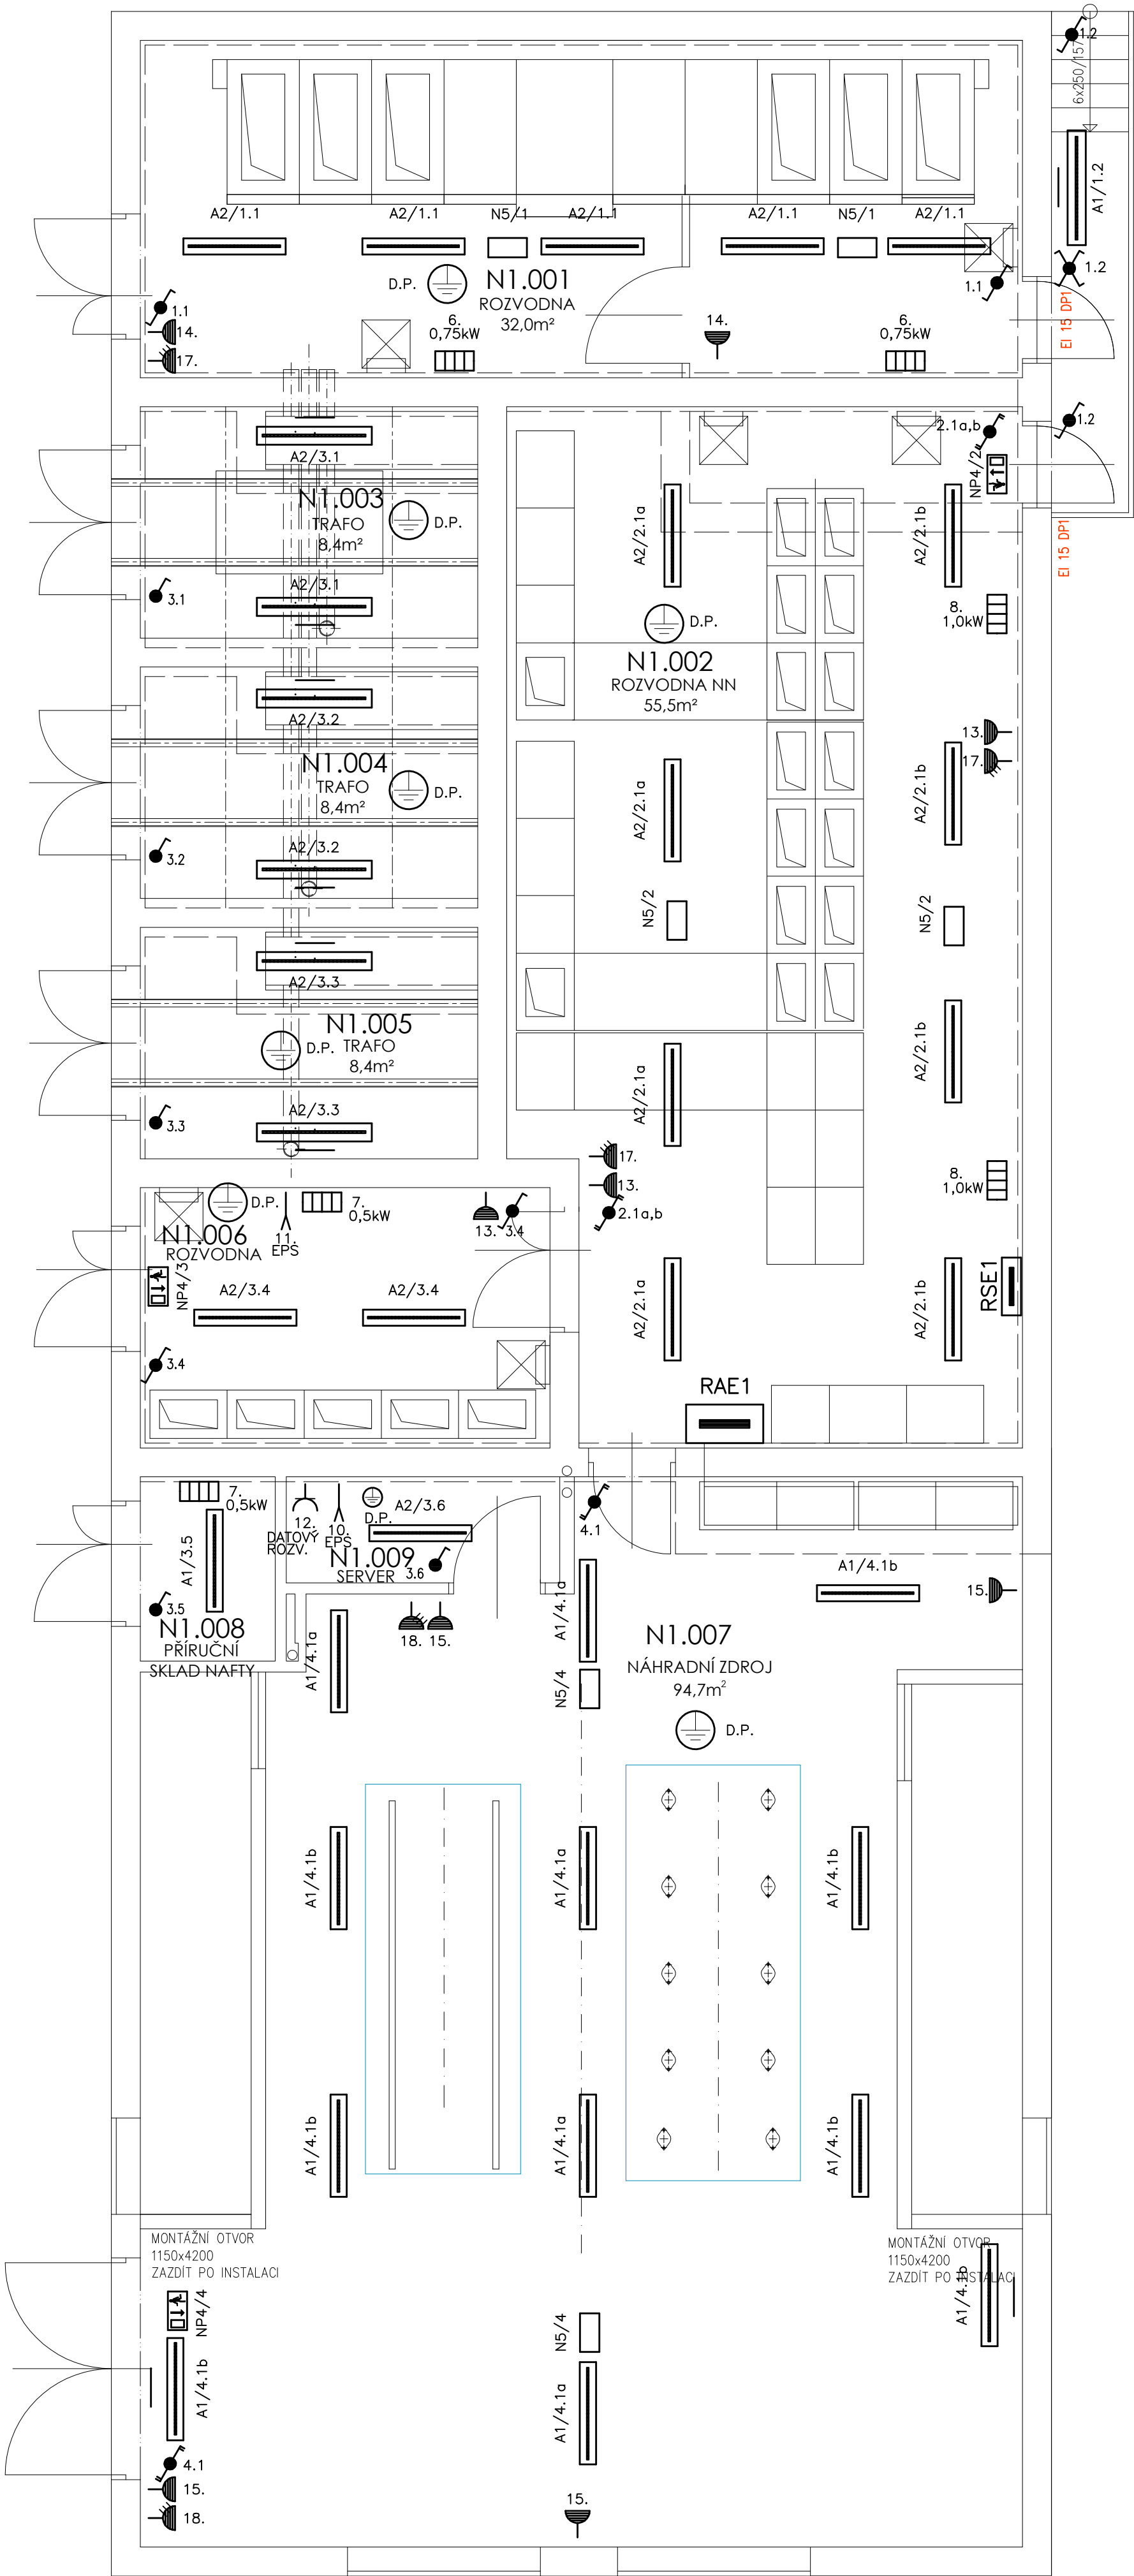 1.2
6x250/157
A1/1.2
A2/1.1
A2/1.1
N5/1
A2/1.1
A2/1.1
N5/1
A2/1.1
1.2
D.P.
N1.001
ROZVODNA
32,0m²
1.1
1.1
14.
17.
6.
0,75kW
14.
6.
0,75kW
EI 15 DP1
A2/3.1
N1.003
TRAFO
8,4m²
D.P.
A2/3.1
3.1
2.1a,b
1.2
NP4/2
A2/2.1a
A2/2.1b
EI 15 DP1
8.
1,0kW
D.P.
N1.002
ROZVODNA NN
55,5m²
A2/3.2
N1.004
TRAFO
8,4m²
D.P.
A2/3.2
3.2
13.
17.
A2/2.1a
A2/2.1b
N5/2
N5/2
A2/3.3
N1.005
D.P.
TRAFO
8,4m²
A2/3.3
3.3
A2/2.1a
A2/2.1b
17.
13.
2.1a,b
8.
1,0kW
D.P.
N1.006
ROZVODNA
11.
EPS
7.
0,5kW
13.
3.4
NP4/3
A2/3.4
A2/3.4
3.4
A2/2.1a
A2/2.1b
RSE1
RAE1
7.
0,5kW
A1/3.5
3.5
N1.008
PŘÍRUČNÍ
SKLAD NAFTY
12.
DATOVÝ
ROZV.
10.
EPS
D.P.
A2/3.6
N1.009
SERVER
3.6
4.1
A1/4.1b
15.
18.
15.
A1/4.1a
A1/4.1a
N1.007
NÁHRADNÍ ZDROJ
94,7m²
N5/4
D.P.
A1/4.1b
A1/4.1a
A1/4.1b
A1/4.1b
A1/4.1a
A1/4.1b
MONTÁŽNÍ OTVOR
1150x4200
ZAZDÍT PO INSTALACI
MONTÁŽNÍ OTVOR
1150x4200
ZAZDÍT PO INSTALACI
A1/4.1b
NP4/4
N5/4
A1/4.1b
A1/4.1a
4.1
15.
18.
15.